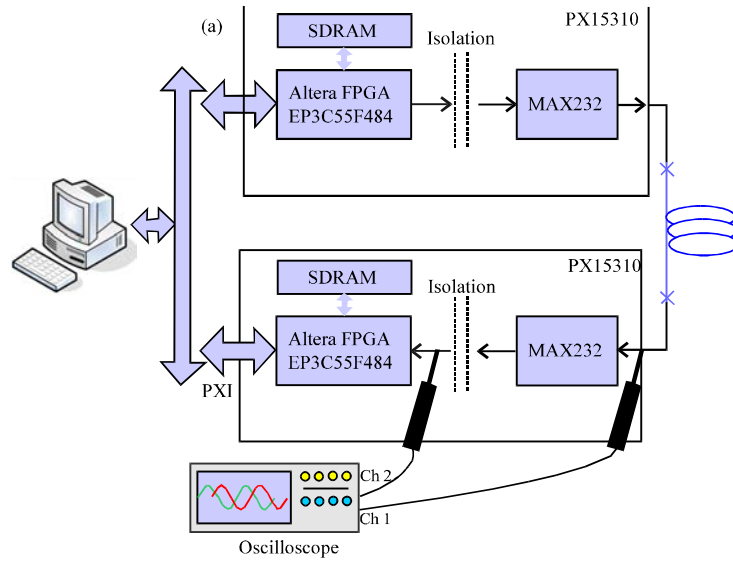 (a)
PX15310
SDRAM
Isolation
Altera FPGA
EP3C55F484
MAX232
PX15310
SDRAM
Isolation
Altera FPGA
EP3C55F484
MAX232
PXI
Ch 2
Ch 1
Oscilloscope